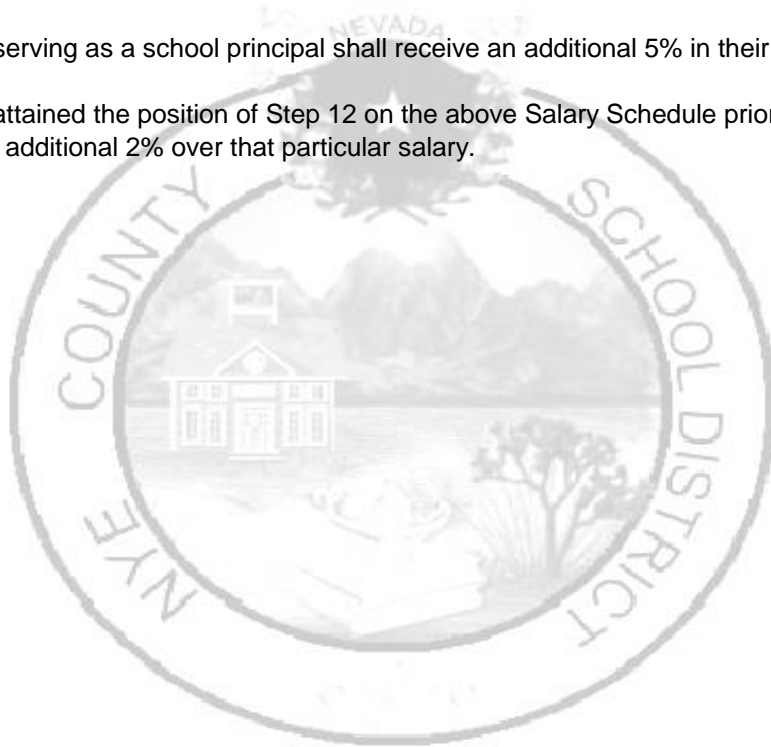 NEVADA
serving as a school principal shall receive an additional 5% in their
attained the position of Step 12 on the above Salary Schedule prior
additional 2% over that particular salary.
NYE COUNTY SCHOOL DISTRICT